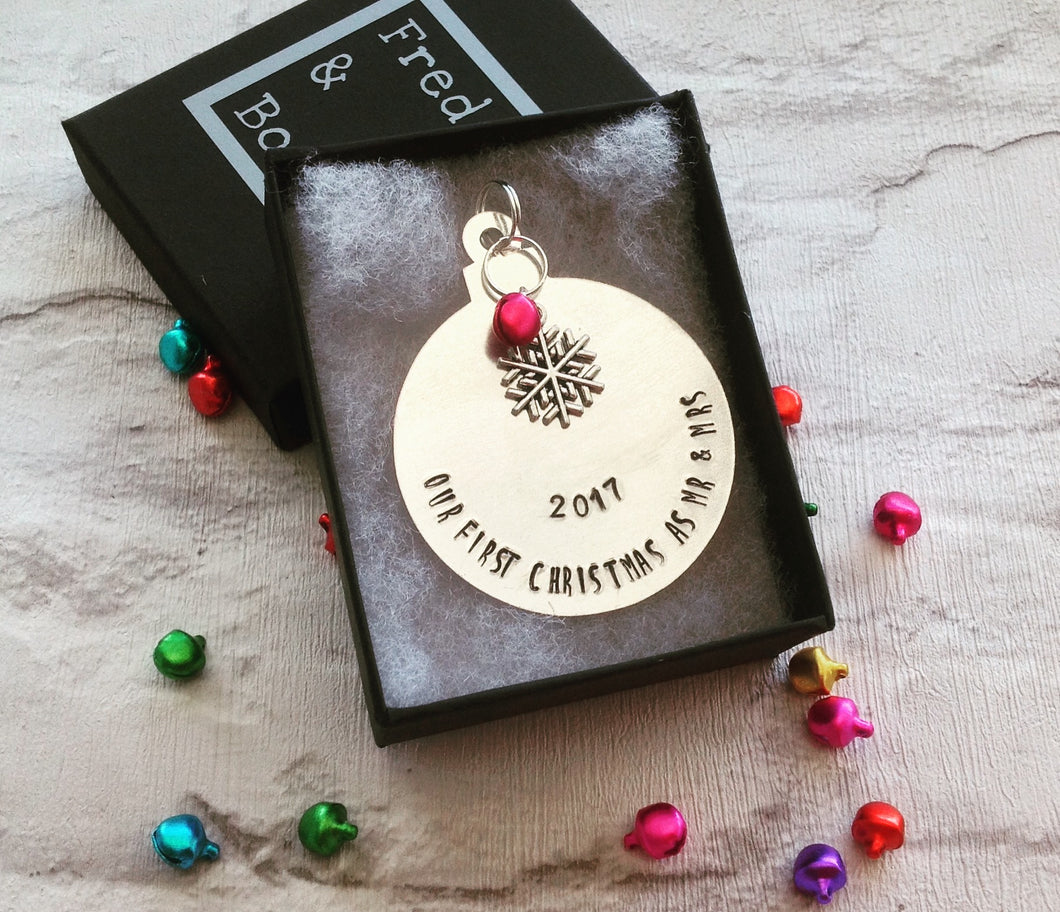 Fred
&
2017
OUR FIRST CHRISTMAS AS MR & MRS